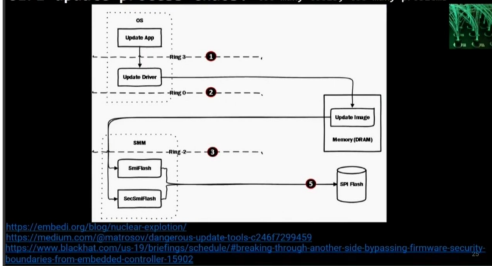 OS
Update App
Ring 3
1
Update Driver
Ring 0
2
Update Image
Memory(DRAM)
SMM
Ring -2
3
SmiFlash
SecSmiFlash
5
SPI Flash
https://embedi.org/blog/nuclear-explotion/
https://medium.com/@matrosov/dangerous-update-tools-c246f7299459
https://www.blackhat.com/us-19/briefings/schedule/#breaking-through-another-side-bypassing-firmware-security-
boundaries-from-embedded-controller-15902